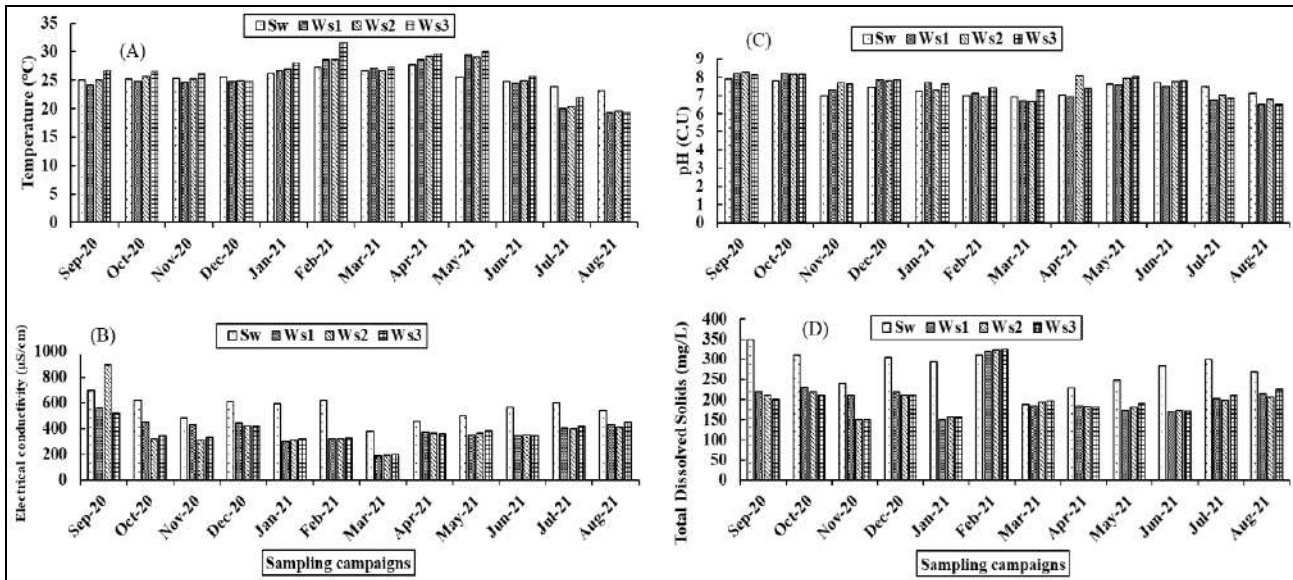 (A)
Sw Ws1 Ws2 Ws3
Temperature (°C)
35
30
25
20
15
10
5
0
Sep-20 Oct-20 Nov-20 Dec-20 Jan-21 Feb-21 Mar-21 Apr-21 May-21 Jun-21 Jul-21 Aug-21
(B)
Sw Ws1 Ws2 Ws3
Electrical conductivity (µS/cm)
1000
800
600
400
200
0
Sep-20 Oct-20 Nov-20 Dec-20 Jan-21 Feb-21 Mar-21 Apr-21 May-21 Jun-21 Jul-21 Aug-21
Sampling campaigns
(C)
Sw Ws1 Ws2 Ws3
pH (C.U)
9
8
7
6
5
4
3
2
1
0
Sep-20 Oct-20 Nov-20 Dec-20 Jan-21 Feb-21 Mar-21 Apr-21 May-21 Jun-21 Jul-21 Aug-21
(D)
Sw Ws1 Ws2 Ws3
Total Dissolved Solids (mg/L)
400
350
300
250
200
150
100
50
0
Sep-20 Oct-20 Nov-20 Dec-20 Jan-21 Feb-21 Mar-21 Apr-21 May-21 Jun-21 Jul-21 Aug-21
Sampling campaigns